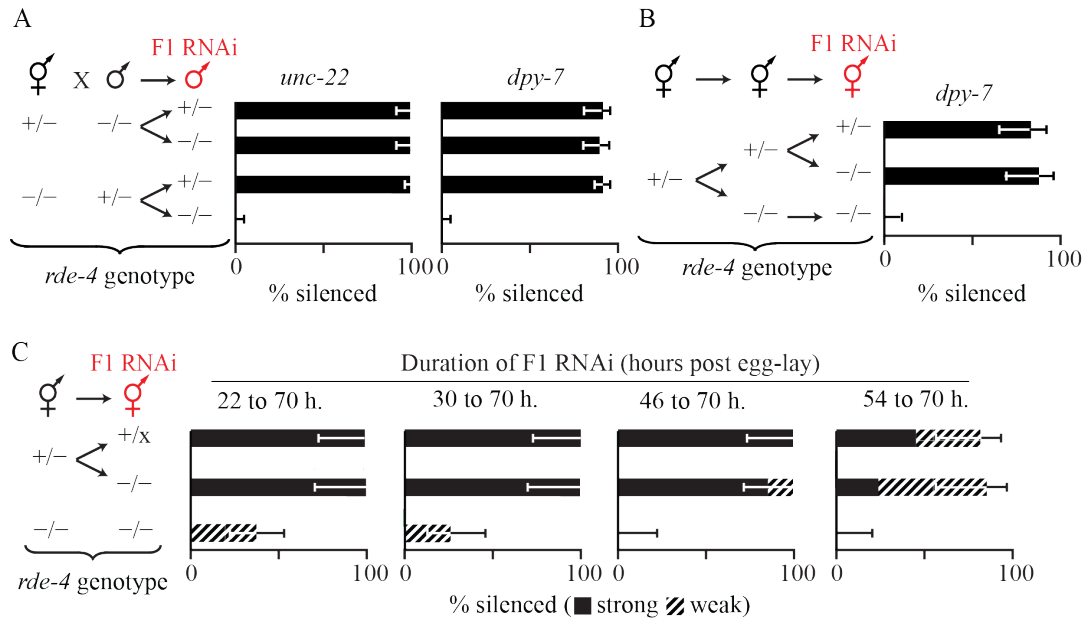 A
F1 RNAi
X
unc-22
dpy-7
+/−
−/−
+/−
−/−
−/−
+/−
+/−
−/−
rde-4 genotype
0
100
% silenced
0
100
% silenced
B
F1 RNAi
dpy-7
+/−
+/−
+/−
−/−
−/−
−/−
rde-4 genotype
0
100
% silenced
C
F1 RNAi
Duration of F1 RNAi (hours post egg-lay)
22 to 70 h.
30 to 70 h.
46 to 70 h.
54 to 70 h.
+/−
+/x
−/−
−/−
−/−
rde-4 genotype
0
100
0
100
0
100
0
100
% silenced (strong weak)